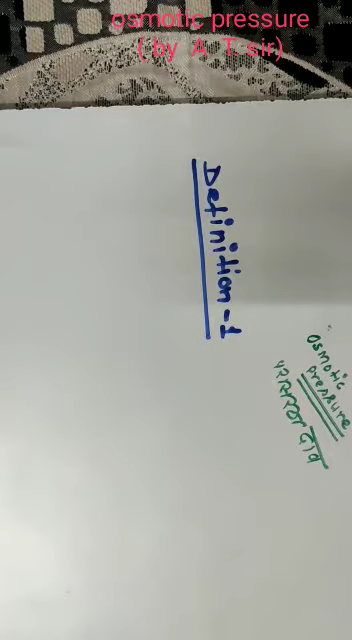 osmotic pressure
( by A. T sir)
Definition-1
osmotic
pressure
परासरण दाब